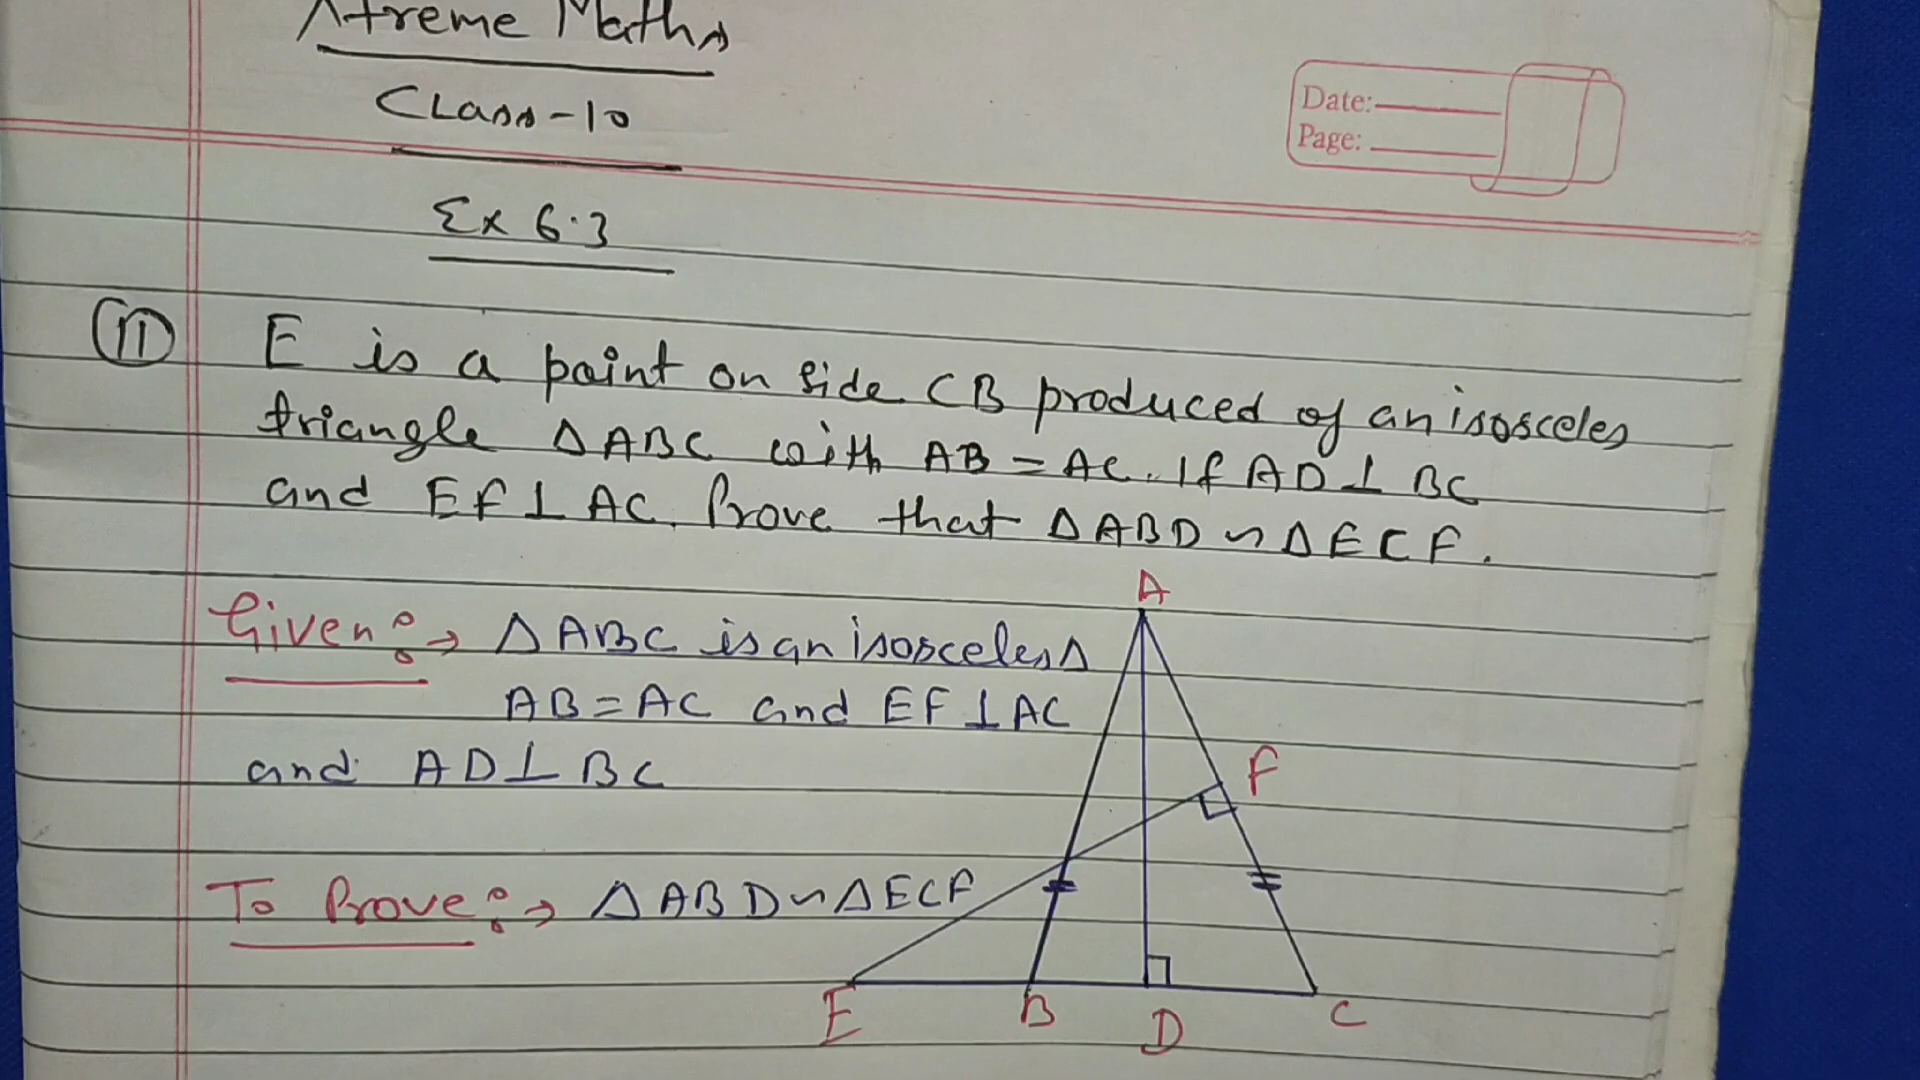 Xtreme Maths
Class-10
Date:
Page:
Ex 6.3
11 E is a point on side CB produced of an isosceles
triangle ΔABC with AB = AC. If AD ⊥ BC
and EF ⊥ AC. Prove that ΔABD ∽ ΔECF.
Given :→ ΔABC is an isosceles Δ
AB = AC and EF ⊥ AC
and AD ⊥ BC
To Prove :→ ΔABD ∽ ΔECF
A
F
E B D C